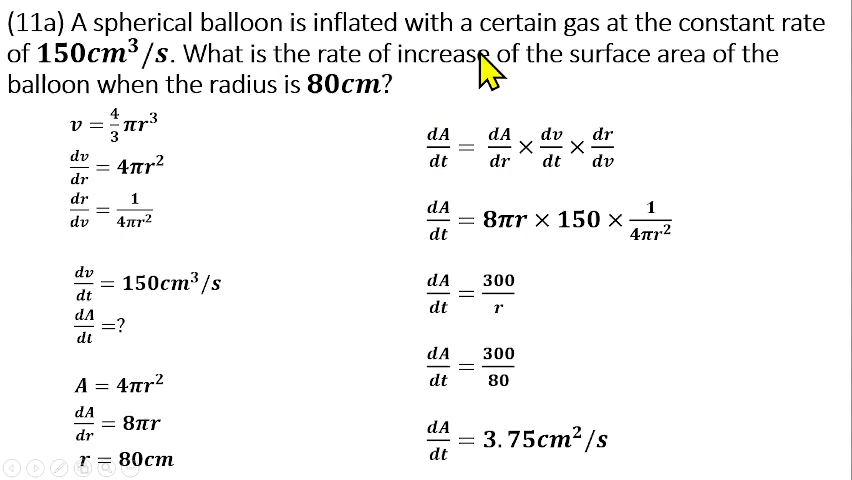 (11a) A spherical balloon is inflated with a certain gas at the constant rate
of 150cm³/s. What is the rate of increase of the surface area of the
balloon when the radius is 80cm?
v = 4/3 πr³
dv/dr = 4πr²
dr/dv = 1/4πr²
dv/dt = 150cm³/s
dA/dt =?
A = 4πr²
dA/dr = 8πr
r = 80cm
dA/dt = dA/dr × dv/dt × dr/dv
dA/dt = 8πr × 150 × 1/4πr²
dA/dt = 300/r
dA/dt = 300/80
dA/dt = 3.75cm²/s